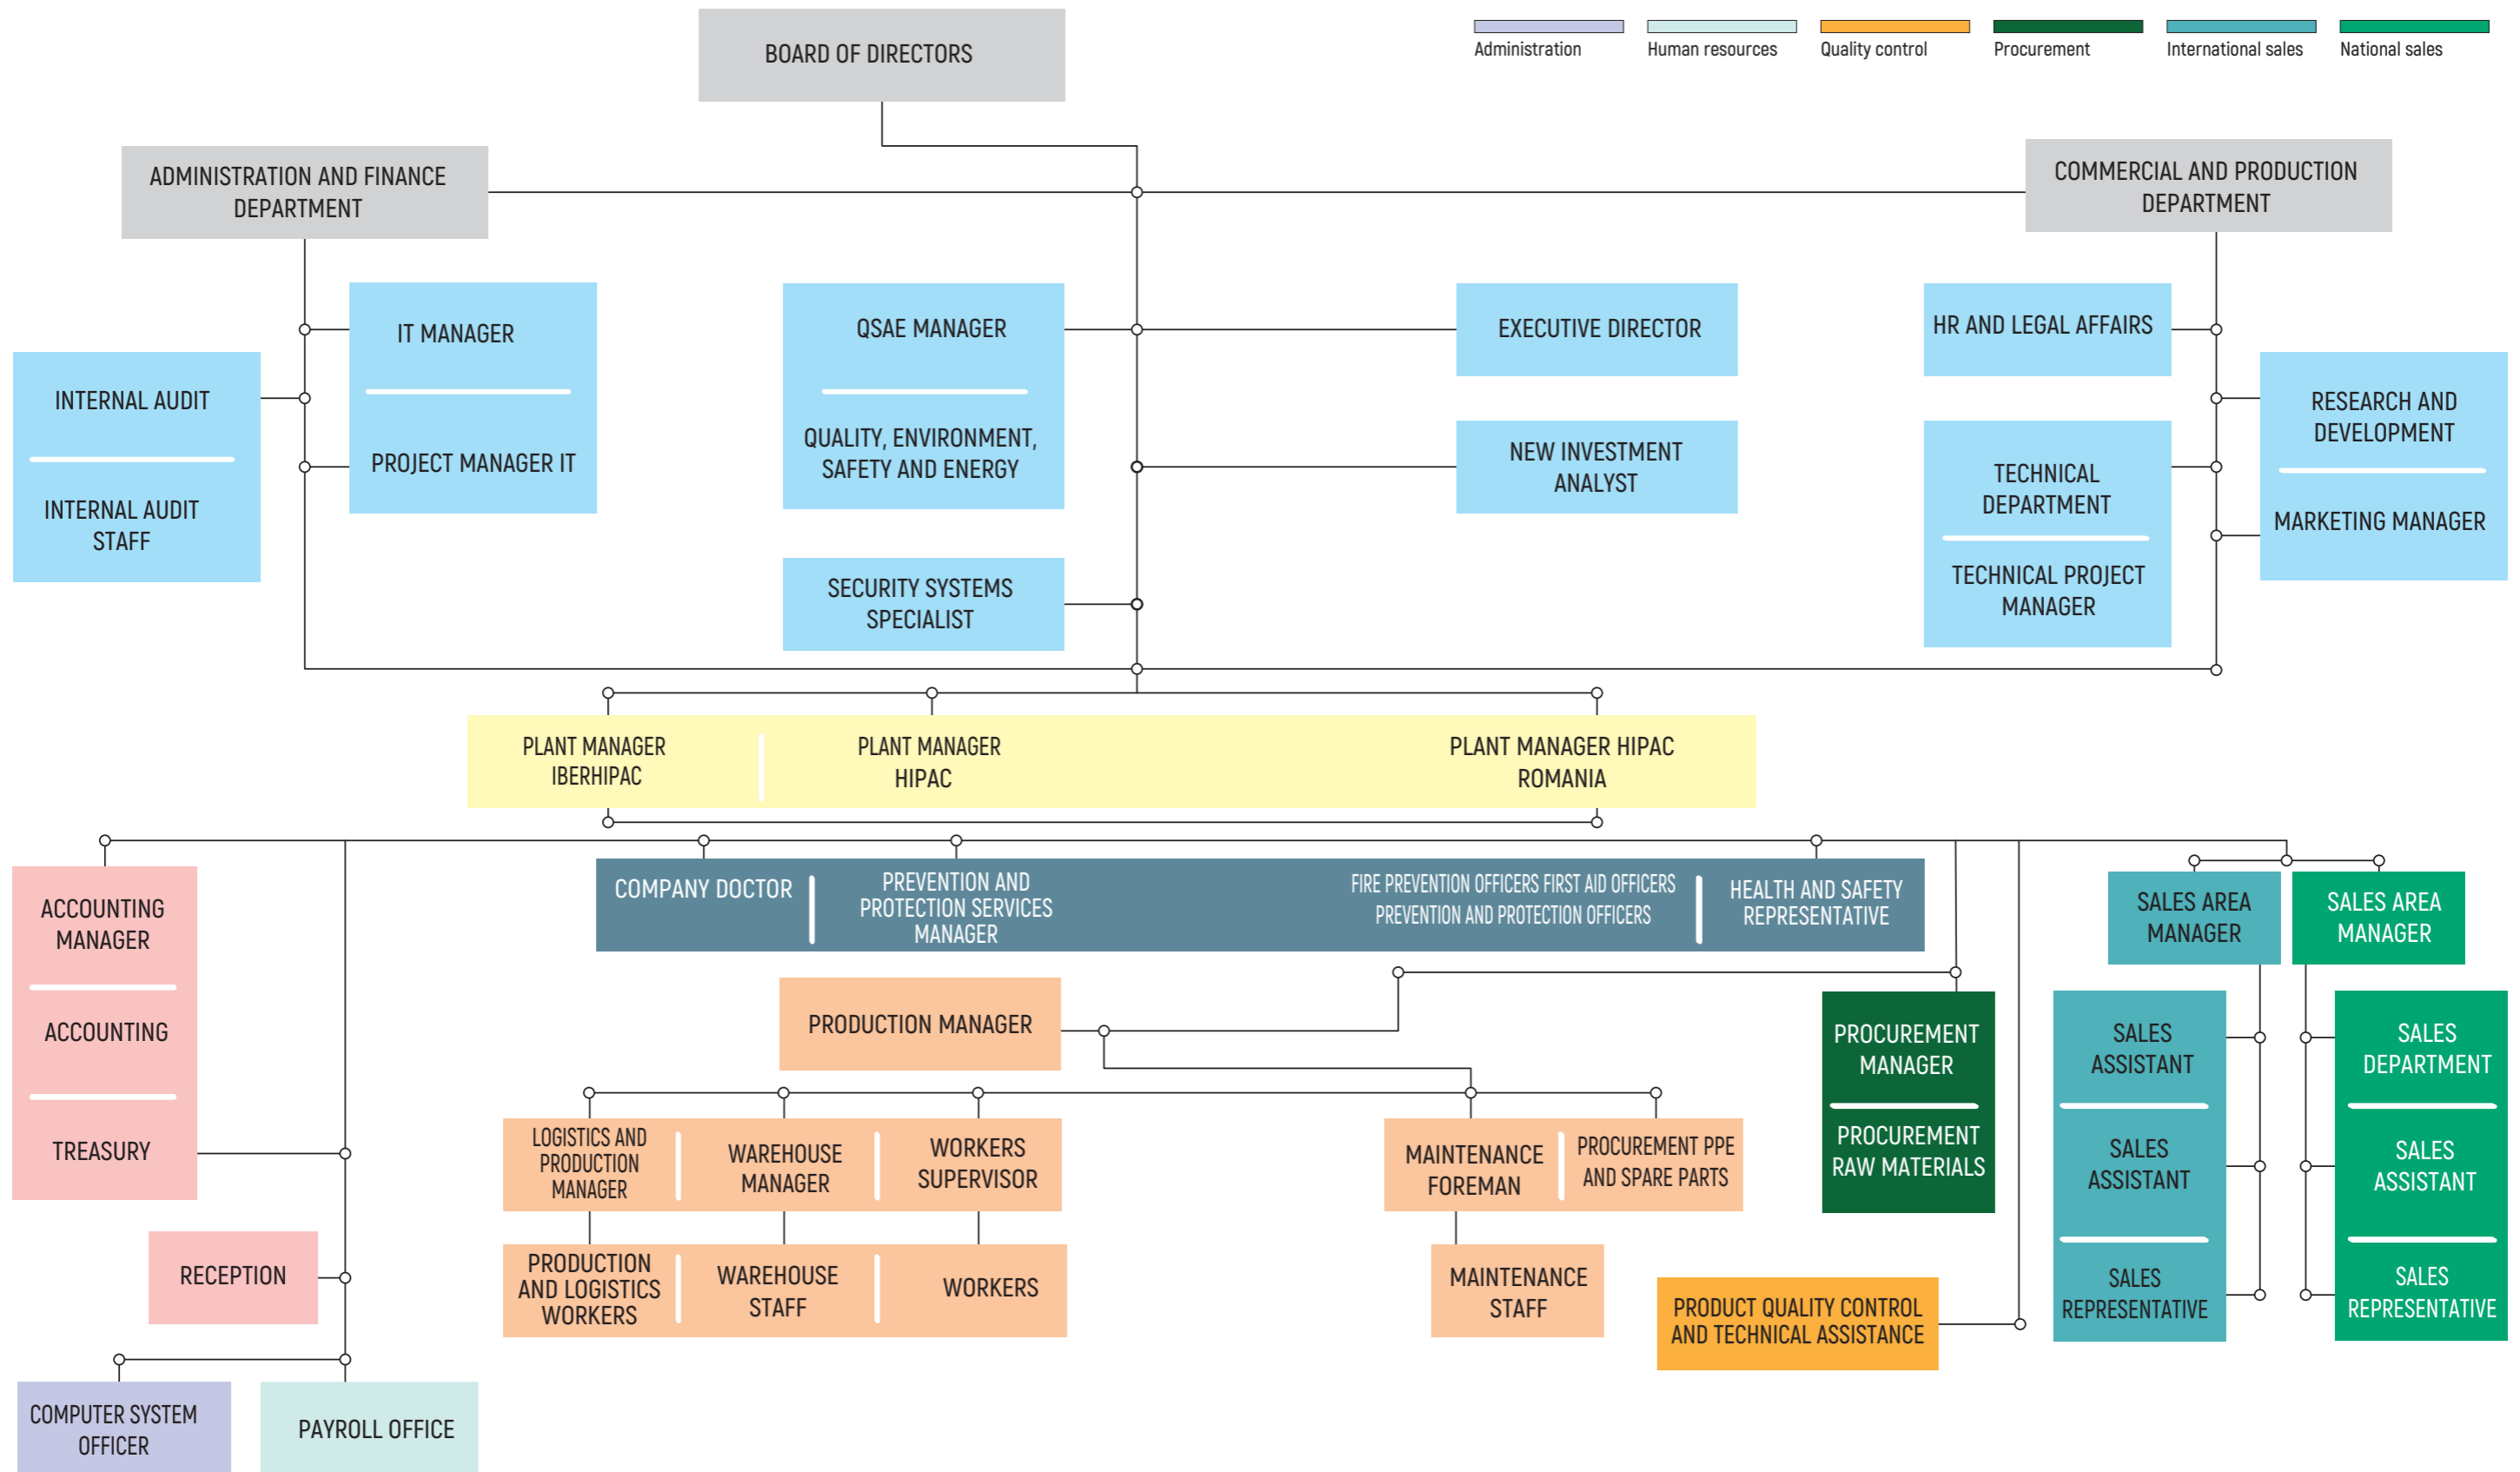 BOARD OF DIRECTORS
Administration
Human resources
Quality control
Procurement
International sales
National sales
ADMINISTRATION AND FINANCE
DEPARTMENT
COMMERCIAL AND PRODUCTION
DEPARTMENT
IT MANAGER
PROJECT MANAGER IT
INTERNAL AUDIT
INTERNAL AUDIT
STAFF
QSAE MANAGER
QUALITY, ENVIRONMENT,
SAFETY AND ENERGY
SECURITY SYSTEMS
SPECIALIST
EXECUTIVE DIRECTOR
NEW INVESTMENT
ANALYST
HR AND LEGAL AFFAIRS
TECHNICAL
DEPARTMENT
TECHNICAL PROJECT
MANAGER
RESEARCH AND
DEVELOPMENT
MARKETING MANAGER
PLANT MANAGER
IBERHIPAC
PLANT MANAGER
HIPAC
PLANT MANAGER HIPAC
ROMANIA
ACCOUNTING
MANAGER
ACCOUNTING
TREASURY
RECEPTION
COMPUTER SYSTEM
OFFICER
PAYROLL OFFICE
COMPANY DOCTOR
PREVENTION AND
PROTECTION SERVICES
MANAGER
FIRE PREVENTION OFFICERS FIRST AID OFFICERS
PREVENTION AND PROTECTION OFFICERS
HEALTH AND SAFETY
REPRESENTATIVE
PRODUCTION MANAGER
LOGISTICS AND
PRODUCTION
MANAGER
WAREHOUSE
MANAGER
WORKERS
SUPERVISOR
MAINTENANCE
FOREMAN
PROCUREMENT PPE
AND SPARE PARTS
PRODUCTION
AND LOGISTICS
WORKERS
WAREHOUSE
STAFF
WORKERS
MAINTENANCE
STAFF
PROCUREMENT
MANAGER
PROCUREMENT
RAW MATERIALS
PRODUCT QUALITY CONTROL
AND TECHNICAL ASSISTANCE
SALES AREA
MANAGER
SALES
ASSISTANT
SALES
ASSISTANT
SALES
REPRESENTATIVE
SALES AREA
MANAGER
SALES
DEPARTMENT
SALES
ASSISTANT
SALES
REPRESENTATIVE